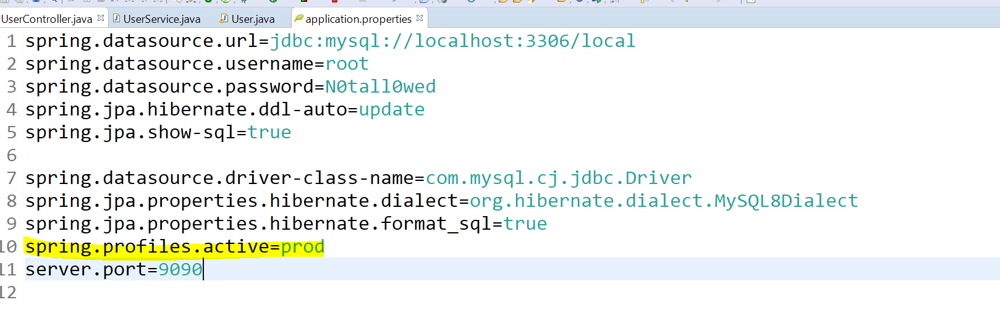 UserController.java UserService.java User.java application.properties
1 spring.datasource.url=jdbc:mysql://localhost:3306/local
2 spring.datasource.username=root
3 spring.datasource.password=N0tall0wed
4 spring.jpa.hibernate.ddl-auto=update
5 spring.jpa.show-sql=true
6
7 spring.datasource.driver-class-name=com.mysql.cj.jdbc.Driver
8 spring.jpa.properties.hibernate.dialect=org.hibernate.dialect.MySQL8Dialect
9 spring.jpa.properties.hibernate.format_sql=true
10 spring.profiles.active=prod
11 server.port=9090
12